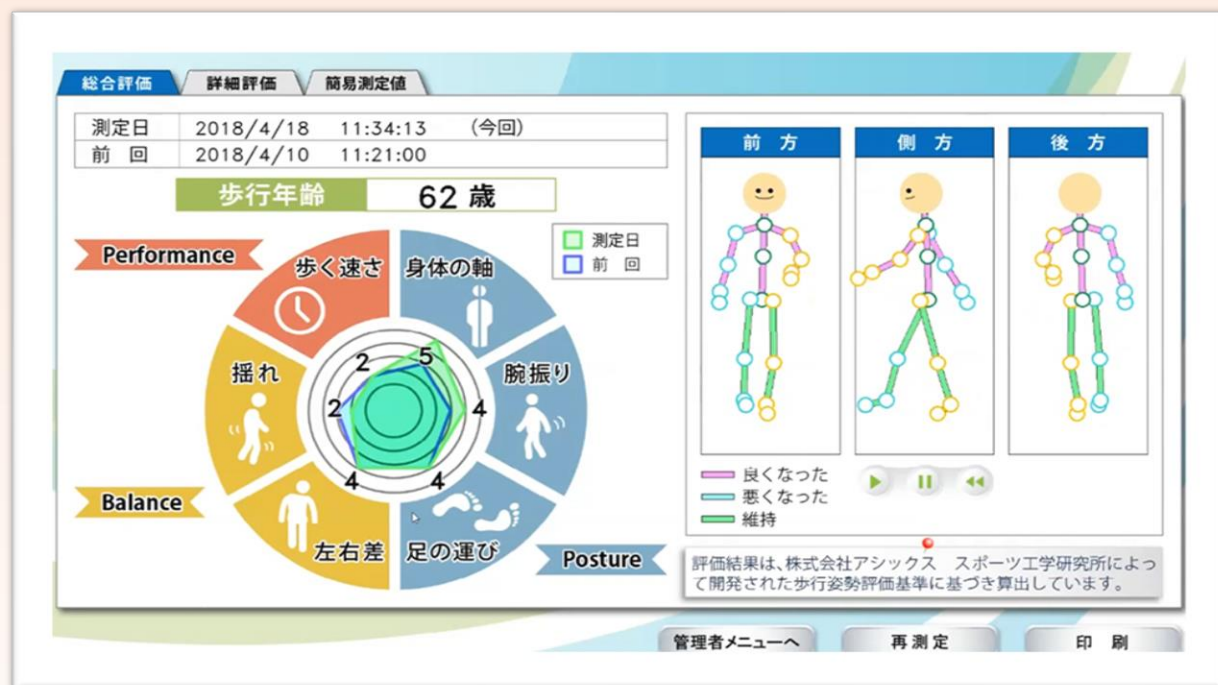 総合評価
詳細評価
簡易測定値
測定日 2018/4/18 11:34:13 (今回)
前 回 2018/4/10 11:21:00
歩行年齢 62 歳
測定日
前 回
Performance
歩く速さ
身体の軸
揺れ
腕振り
2
5
2
4
4
4
Balance
左右差
足の運び
Posture
前 方
側 方
後 方
良くなった
悪くなった
維持
評価結果は、株式会社アシックス スポーツ工学研究所によっ
て開発された歩行姿勢評価基準に基づき算出しています。
管理者メニューへ
再 測 定
印 刷